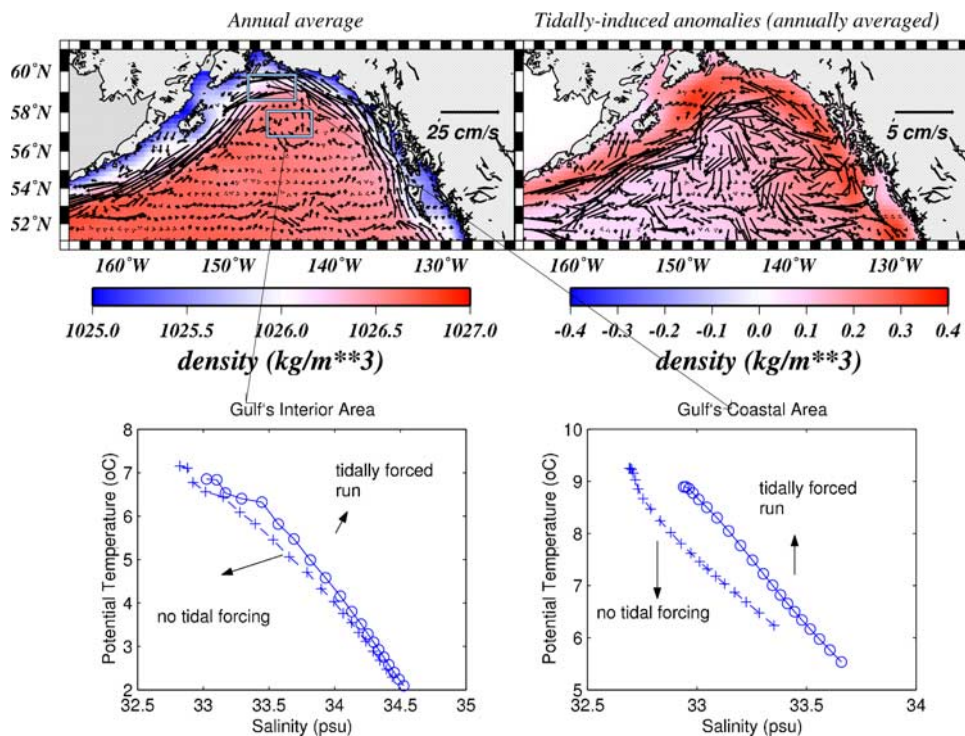 Annual average
Tidally-induced anomalies (annually averaged)
60˚N
58˚N
56˚N
54˚N
52˚N
25 cm/s
5 cm/s
160˚W 150˚W 140˚W 130˚W
160˚W 150˚W 140˚W 130˚W
1025.0 1025.5 1026.0 1026.5 1027.0
density (kg/m**3)
-0.4 -0.3 -0.2 -0.1 0.0 0.1 0.2 0.3 0.4
density (kg/m**3)
Gulf's Interior Area
8
7
6
5
4
3
2
Potential Temperature (oC)
tidally forced
run
no tidal forcing
32.5 33 33.5 34 34.5 35
Salinity (psu)
Gulf's Coastal Area
10
9
8
7
6
5
Potential Temperature (oC)
tidally forced
run
no tidal forcing
32.5 33 33.5 34
Salinity (psu)